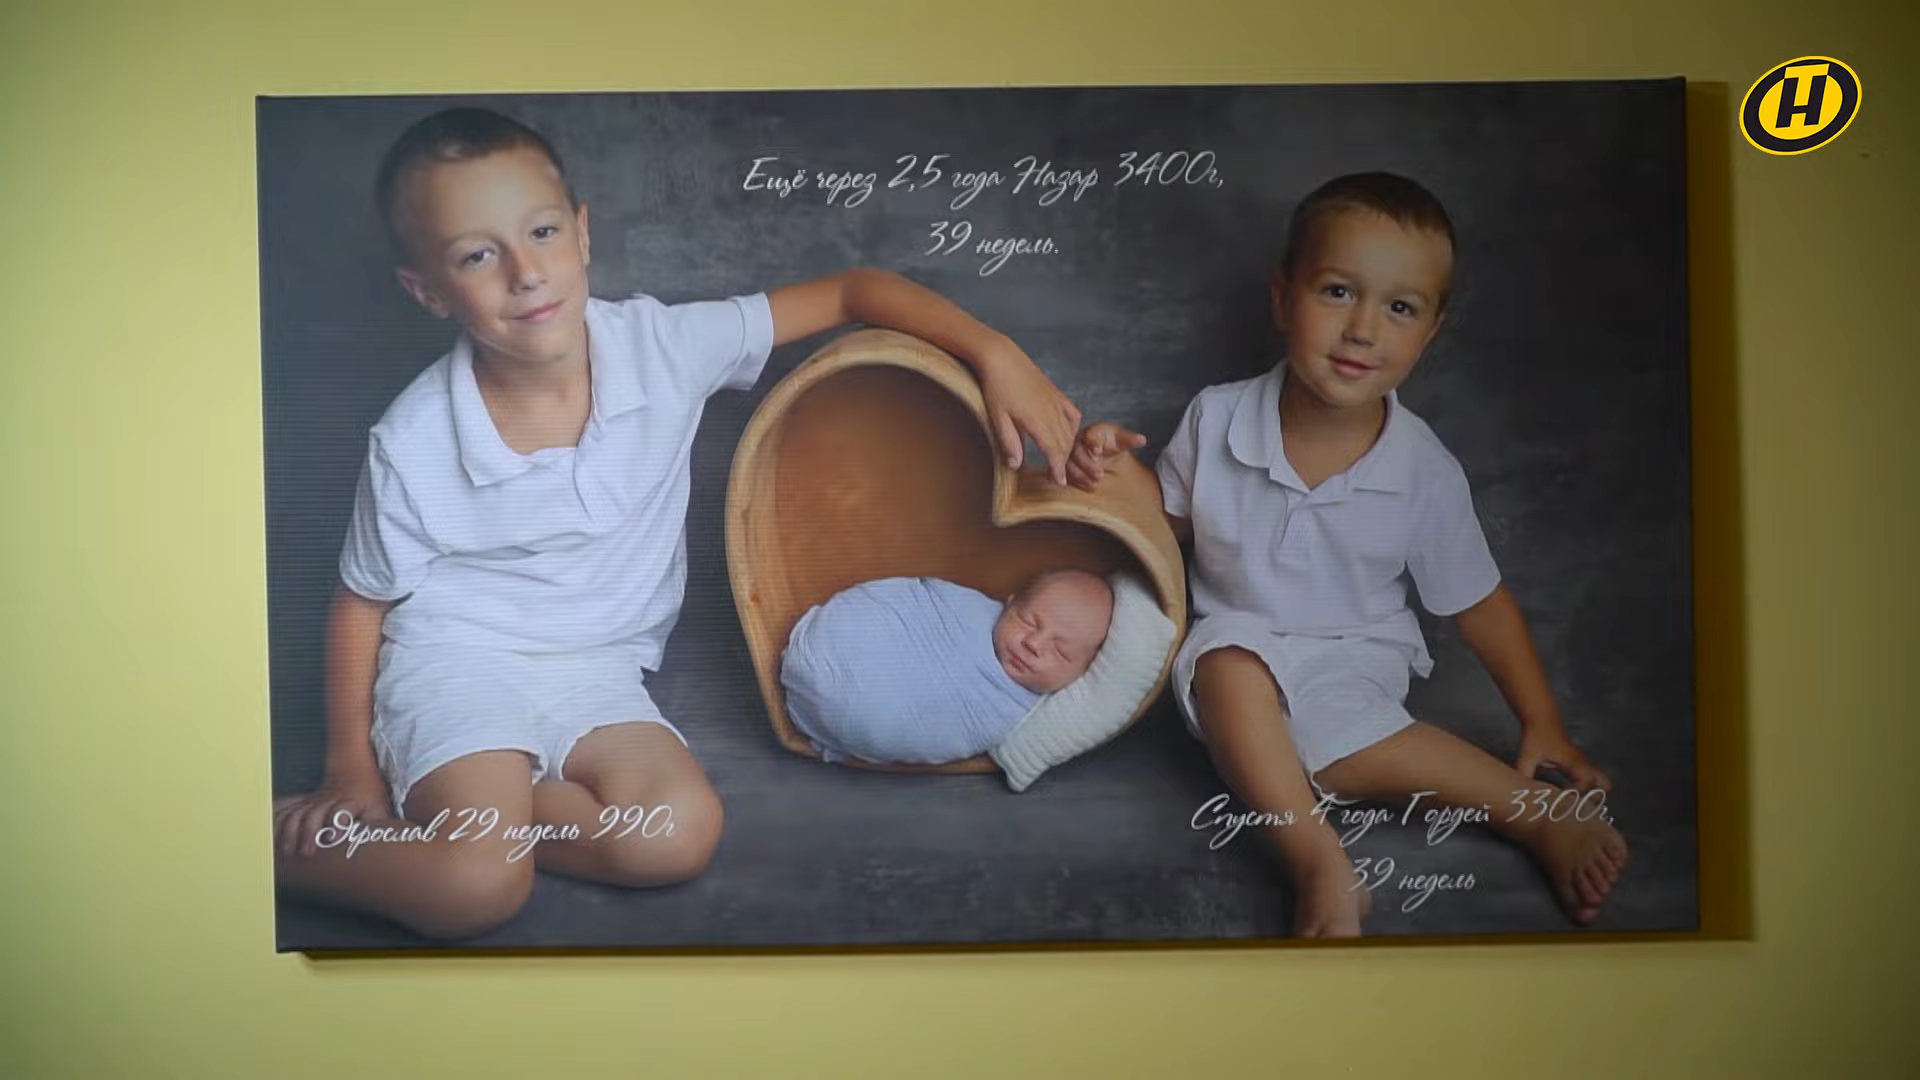 Ещё через 2,5 года Назар 3400г,
39 недель.
Ярослав 29 недель 990г
Спустя 4 года Гордей 3300г,
39 недель
ТН